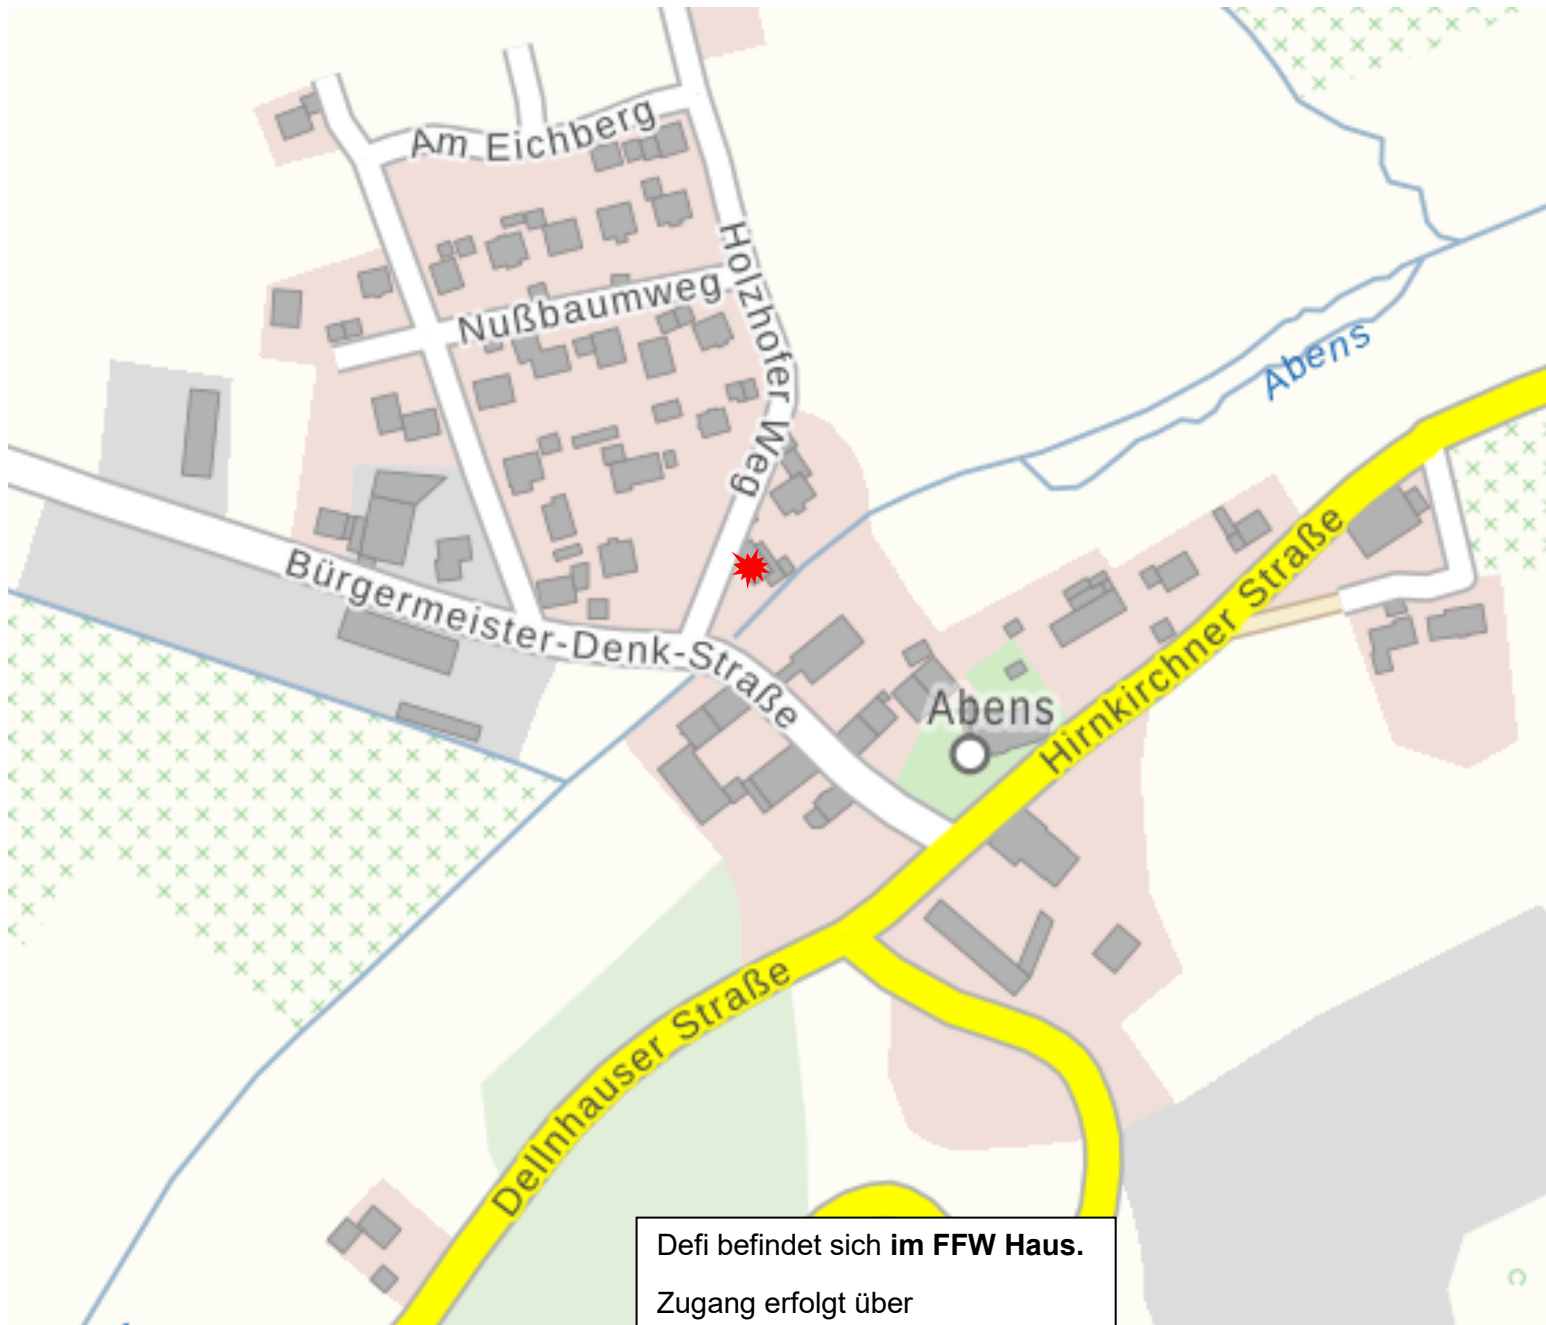 Am Eichberg
Holzhofer Weg
Nußbaumweg
Abens
Bürgermeister-Denk-Straße
Hirnkirchner Straße
Abens
Dellnhauser Straße
Defi befindet sich im FFW Haus.
Zugang erfolgt über